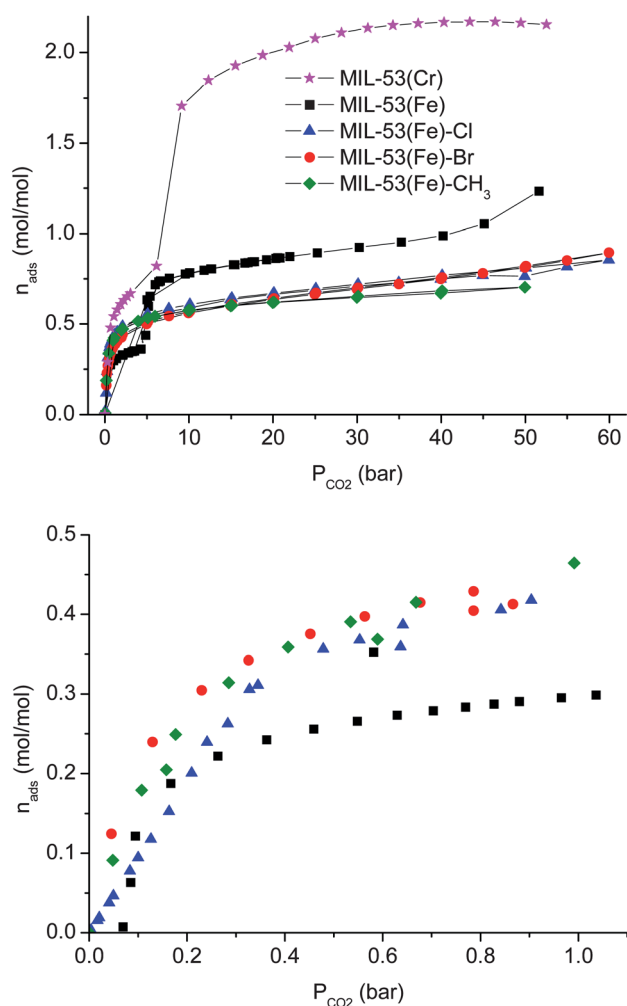 2.0
1.5
1.0
0.5
0.0
n_ads (mol/mol)
MIL-53(Cr)
MIL-53(Fe)
MIL-53(Fe)-Cl
MIL-53(Fe)-Br
MIL-53(Fe)-CH₃
0 10 20 30 40 50 60
P_CO2 (bar)
0.5
0.4
0.3
0.2
0.1
0.0
n_ads (mol/mol)
0.0 0.2 0.4 0.6 0.8 1.0
P_CO2 (bar)